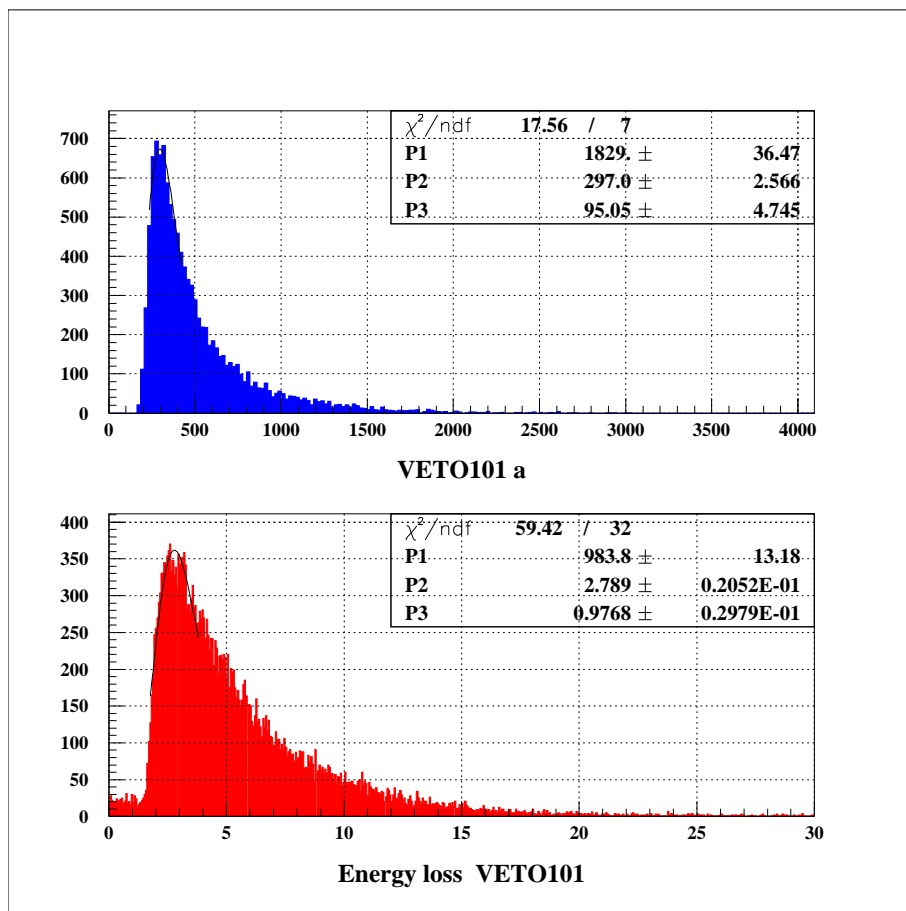 χ²/ndf 17.56 / 7
P1 1829. ± 36.47
P2 297.0 ± 2.566
P3 95.05 ± 4.745
700
600
500
400
300
200
100
0
0 500 1000 1500 2000 2500 3000 3500 4000
VETO101 a
χ²/ndf 59.42 / 32
P1 983.8 ± 13.18
P2 2.789 ± 0.2052E-01
P3 0.9768 ± 0.2979E-01
400
350
300
250
200
150
100
50
0
0 5 10 15 20 25 30
Energy loss VETO101